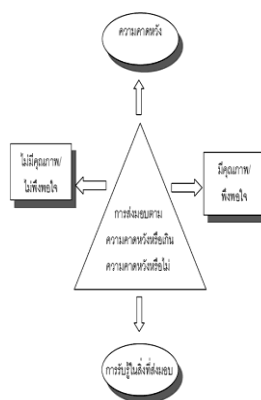 ความคาดหวัง
ไม่มีคุณภาพ/
ไม่พึงพอใจ
มีคุณภาพ/
พึงพอใจ
การส่งมอบตาม
ความคาดหวังหรือเกิน
ความคาดหวังหรือไม่
การรับรู้ในสิ่งที่ส่งมอบ